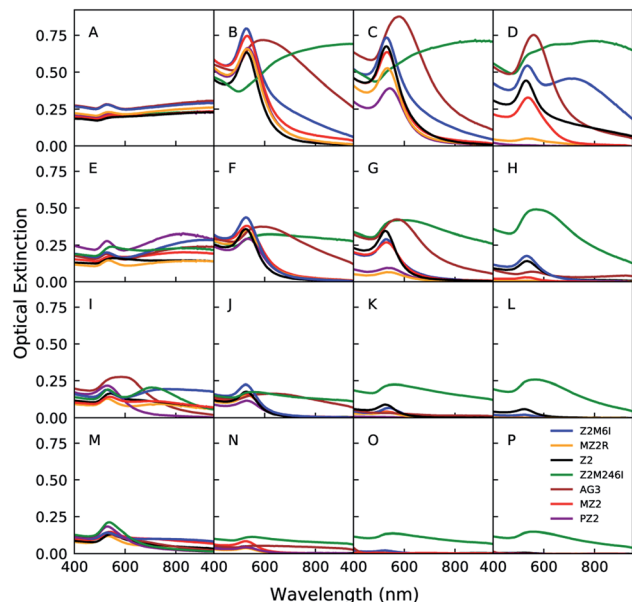 A B C D
0.75
0.50
0.25
0.00
E F G H
0.75
0.50
0.25
0.00
I J K L
0.75
0.50
0.25
0.00
M N O P
0.75
0.50
0.25
0.00
Z2M6I
MZ2R
Z2
Z2M246I
AG3
MZ2
PZ2
400 600 800 400 600 800 400 600 800 400 600 800
Wavelength (nm) Wavelength (nm)
Optical Extinction